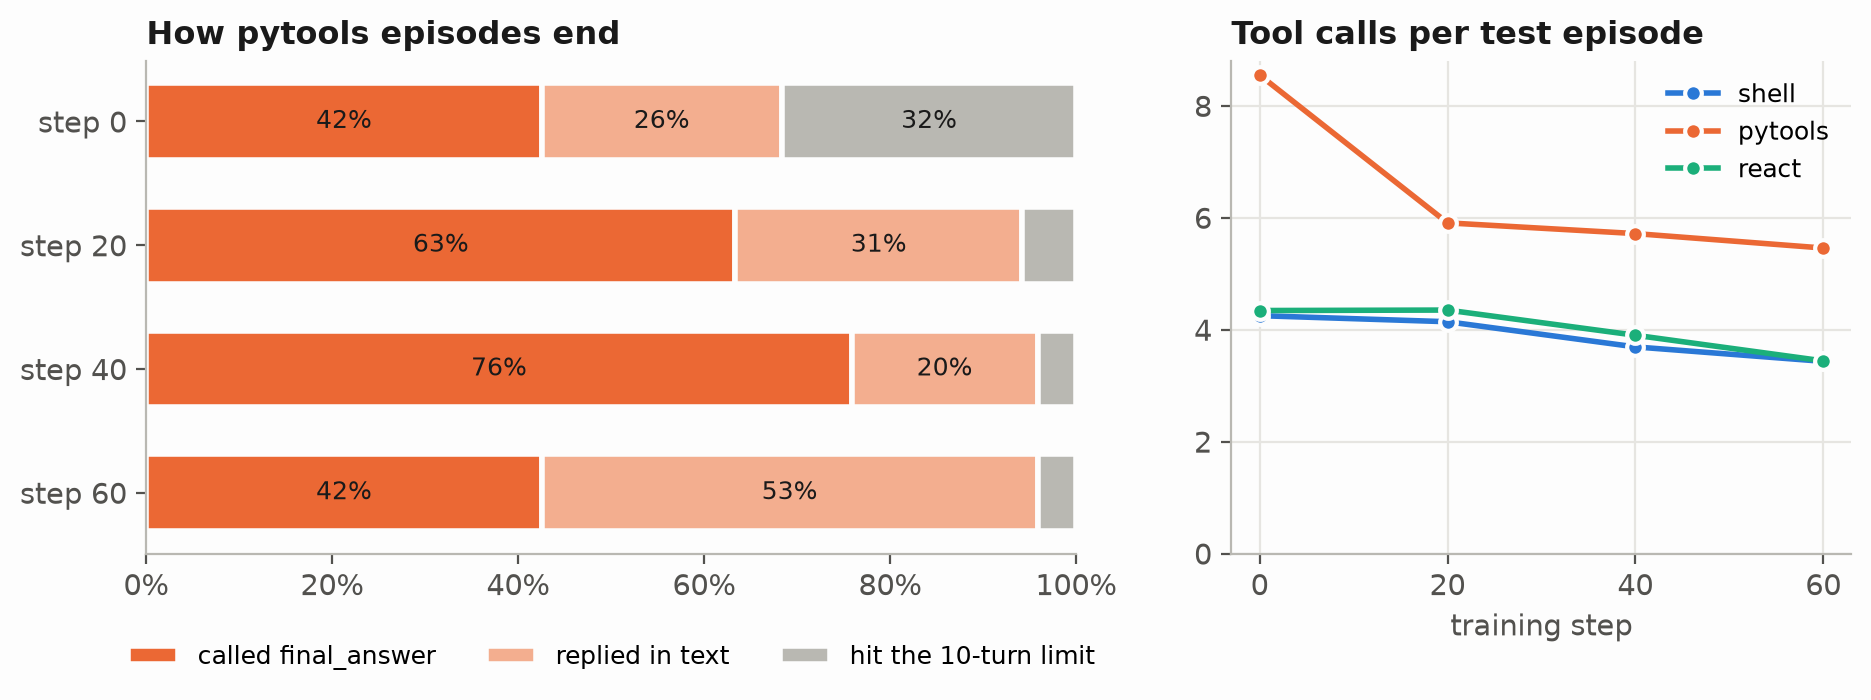 How pytools episodes end
step 0
42%
26%
32%
step 20
63%
31%
step 40
76%
20%
step 60
42%
53%
0%
20%
40%
60%
80%
100%
called final_answer
replied in text
hit the 10-turn limit
Tool calls per test episode
shell
pytools
react
8
6
4
2
0
0
20
40
60
training step